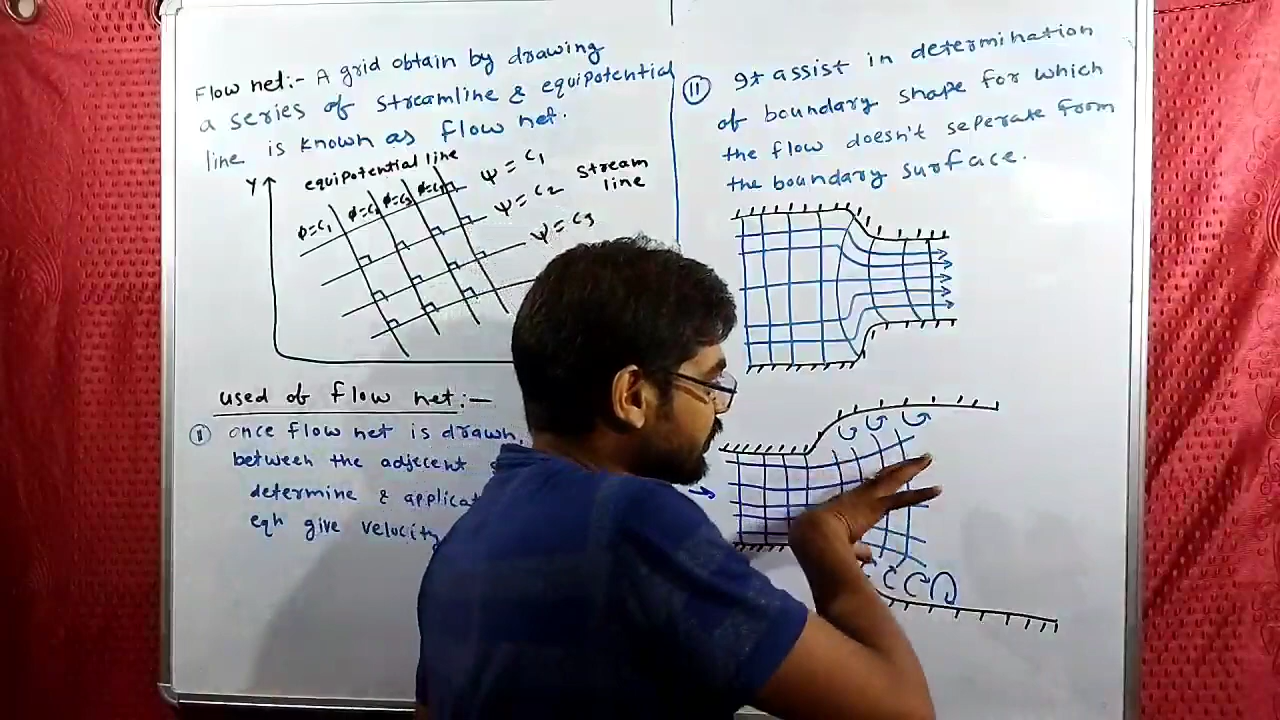 Flow net:- A grid obtain by drawing
a series of streamline & equipotential
line is known as flow net.
Y
equipotential line
φ=c₁ φ=c₂ φ=c₃
ψ = c₁
ψ = c₂ stream
line
ψ = c₃
used of flow net:-
once flow net is drawn,
between the adjecent
determine &
eqn give velocity
II It assist in determination
of boundary shape for which
the flow doesn't seperate from
the boundary surface.